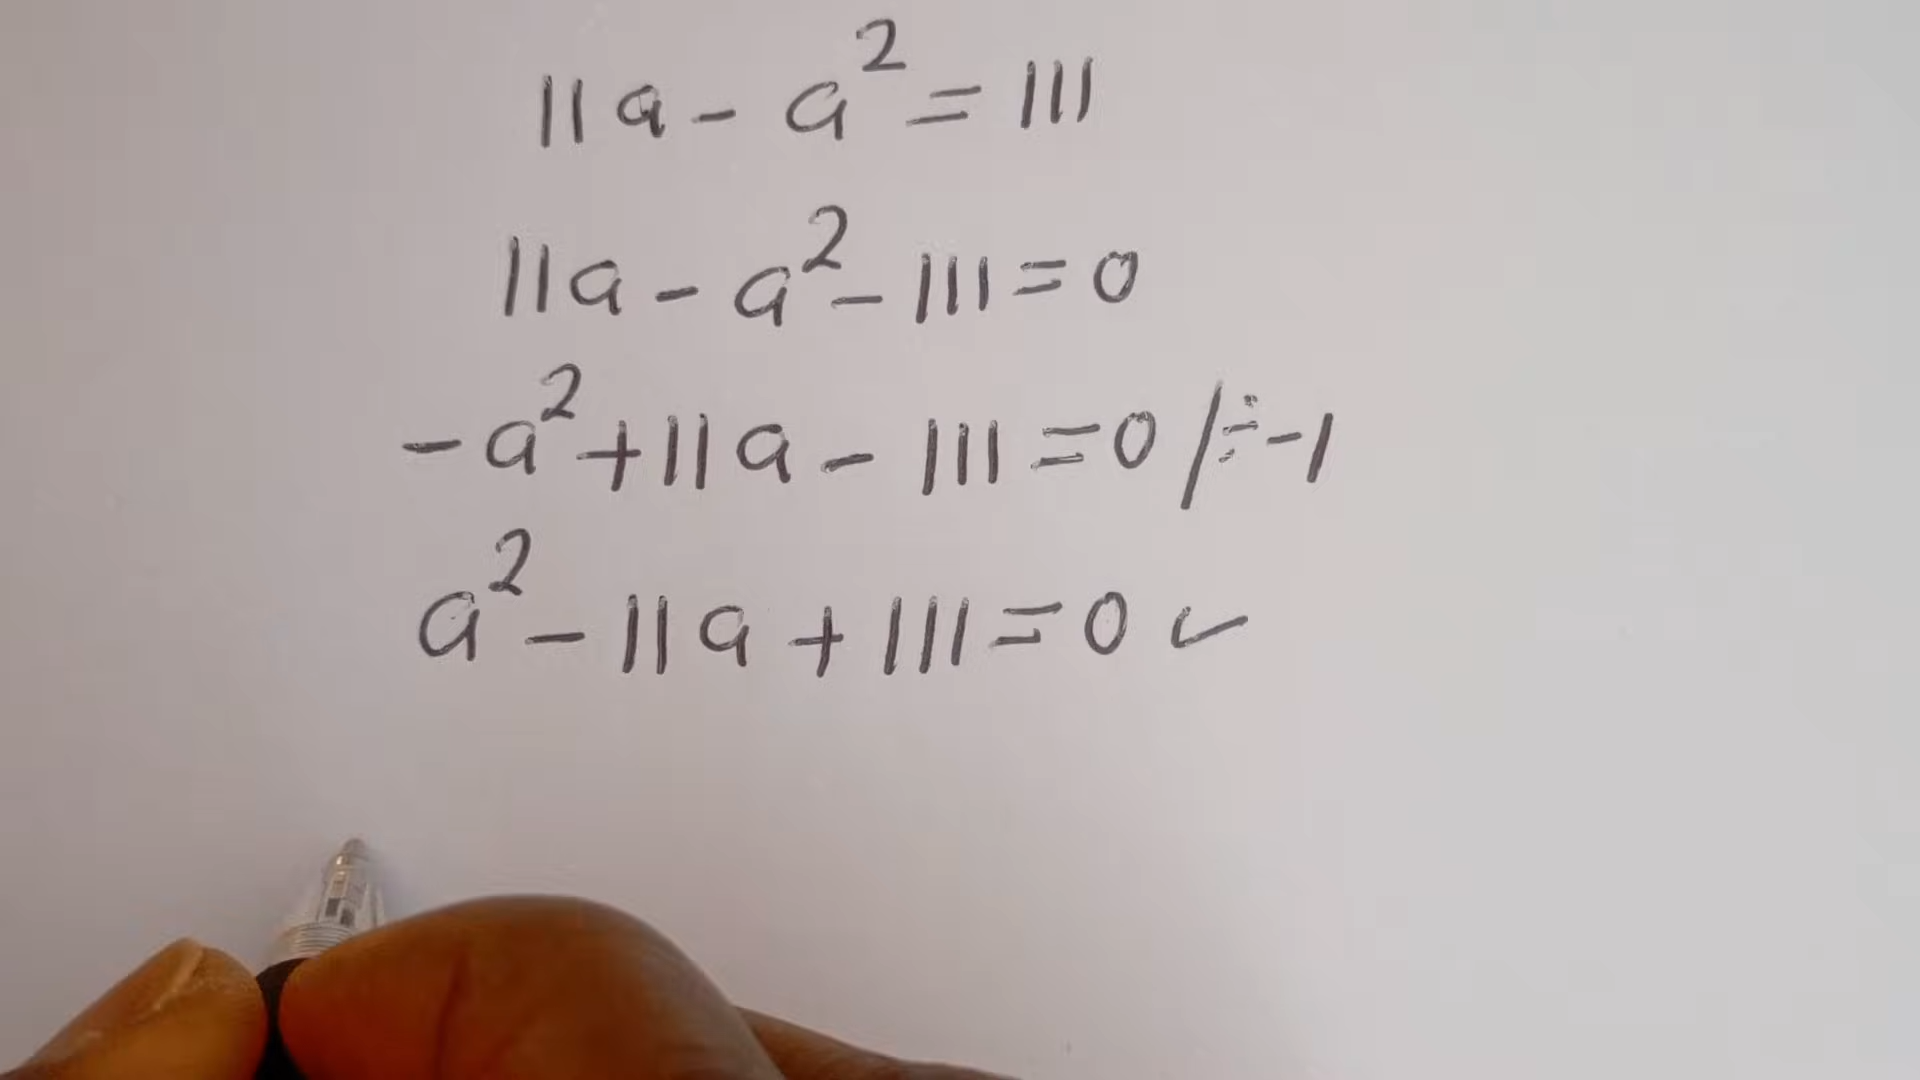 11a - a² = 111
11a - a² - 111 = 0
-a² + 11a - 111 = 0 / ÷ -1
a² - 11a + 111 = 0 ✓